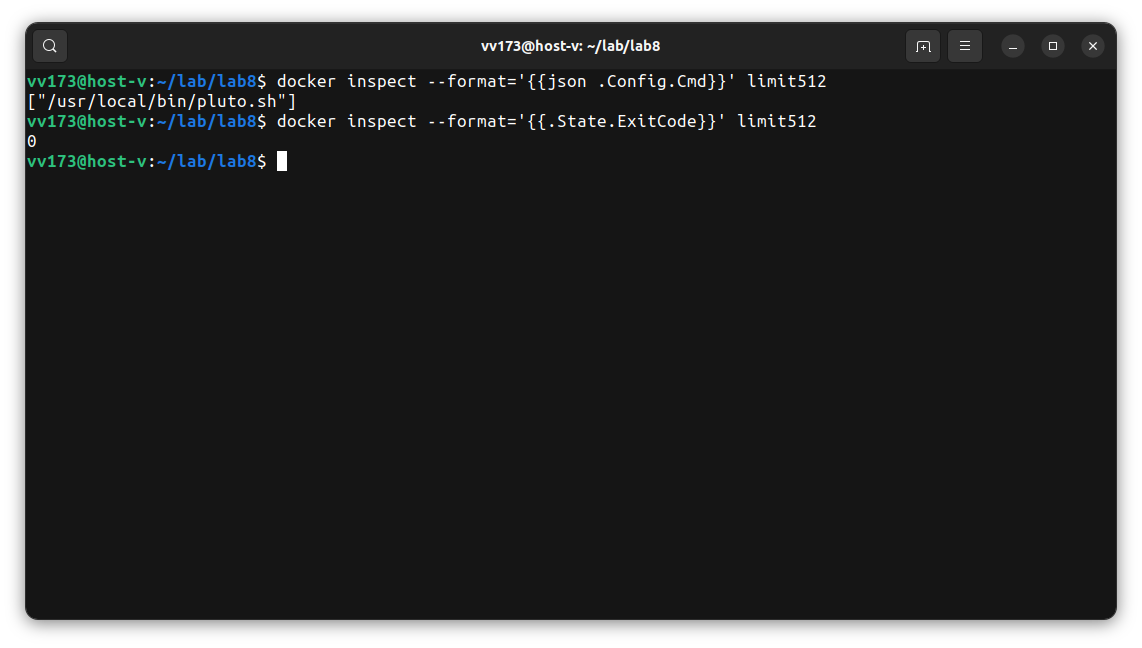 vv173@host-v: ~/lab/lab8
vv173@host-v:~/lab/lab8$ docker inspect --format='{{json .Config.Cmd}}' limit512
["/usr/local/bin/pluto.sh"]
vv173@host-v:~/lab/lab8$ docker inspect --format='{{.State.ExitCode}}' limit512
0
vv173@host-v:~/lab/lab8$